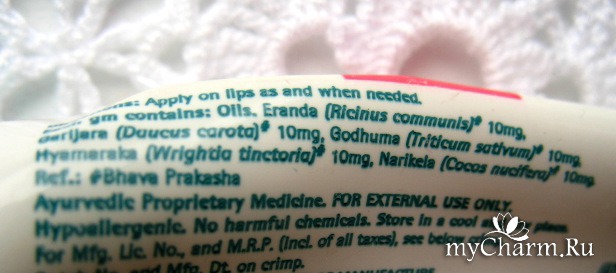 Apply on lips as and when needed.
gm contains: Oils, Eranda (Ricinus communis)# 10mg,
Garijara (Daucus carota)# 10mg, Godhuma (Triticum sativum)# 10mg,
Hyamaraka (Wrightia tinctoria)# 10mg, Narikela (Cocos nucifera)# 10mg.
Ref.: #Bhava Prakasha
Ayurvedic Proprietary Medicine. FOR EXTERNAL USE ONLY.
Hypoallergenic. No harmful chemicals. Store in a cool place.
For Mfg. Lic. No., and M.R.P. (incl. of all taxes), see below
No., and Mfg. Dt. on crimp.
myCharm.Ru